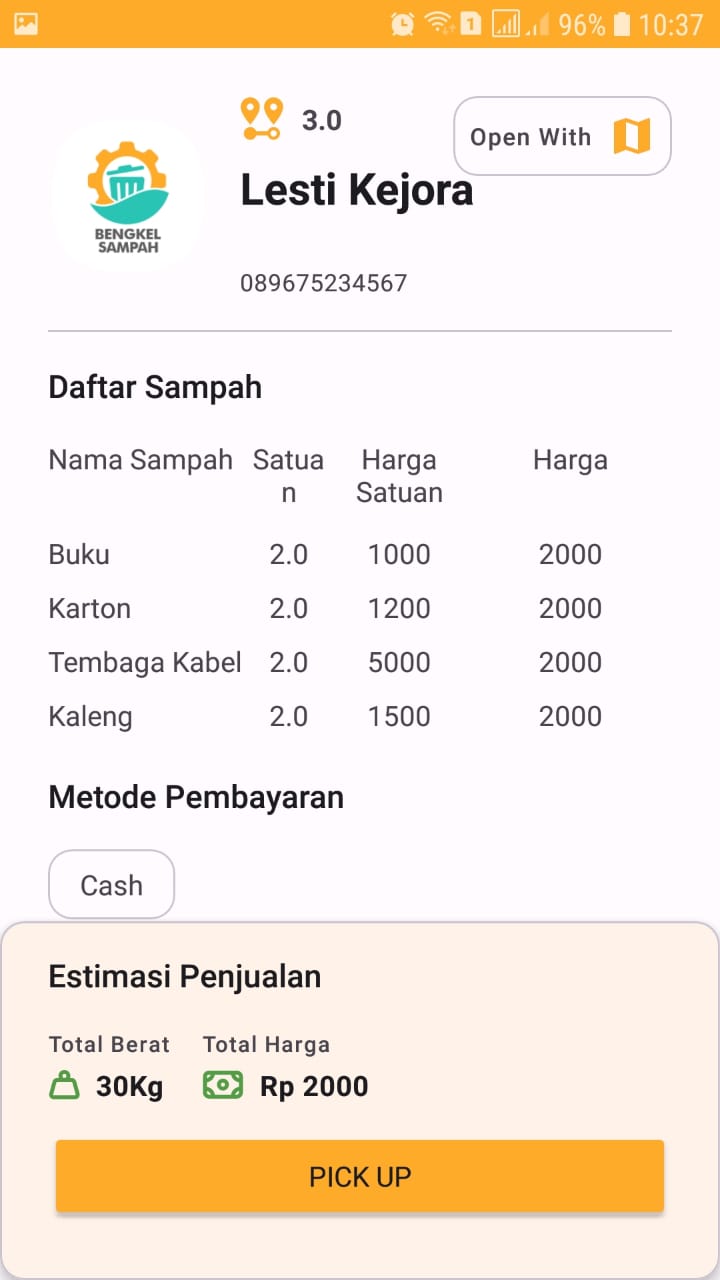 1 96% 10:37
3.0
Open With
Lesti Kejora
BENGKEL
SAMPAH
089675234567
Daftar Sampah
Nama Sampah Satua Harga Harga
n Satuan
Buku 2.0 1000 2000
Karton 2.0 1200 2000
Tembaga Kabel 2.0 5000 2000
Kaleng 2.0 1500 2000
Metode Pembayaran
Cash
Estimasi Penjualan
Total Berat Total Harga
30Kg Rp 2000
PICK UP